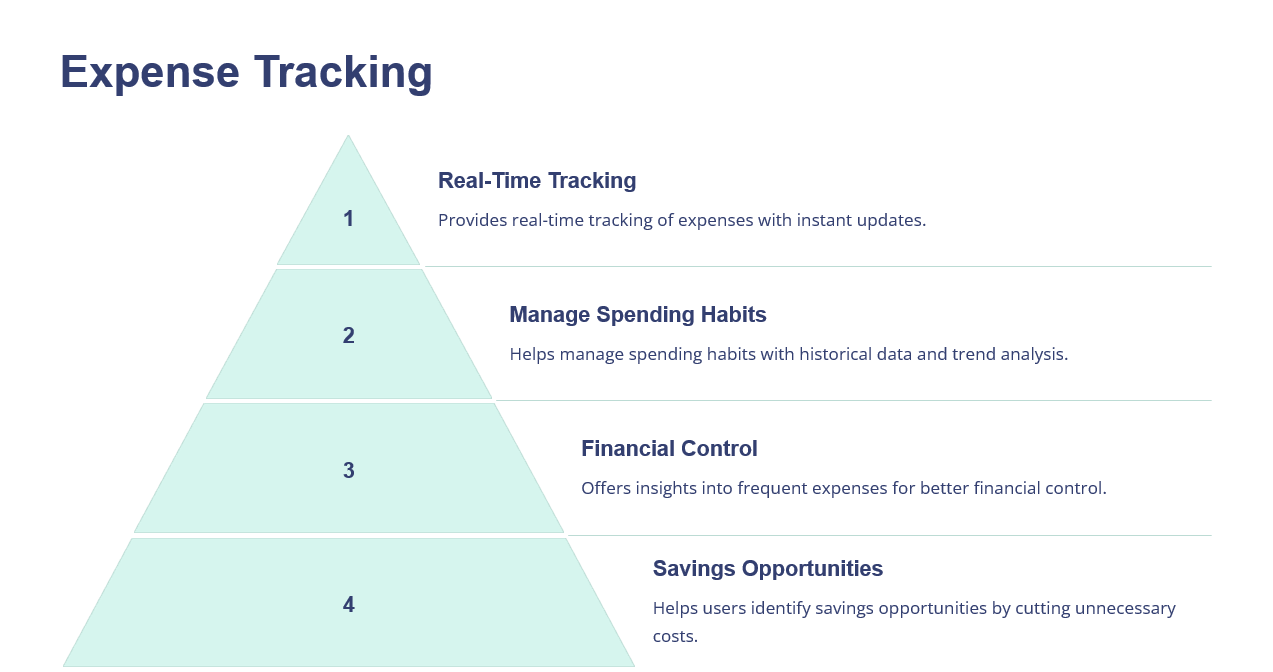 Expense Tracking
1
Real-Time Tracking
Provides real-time tracking of expenses with instant updates.
2
Manage Spending Habits
Helps manage spending habits with historical data and trend analysis.
3
Financial Control
Offers insights into frequent expenses for better financial control.
4
Savings Opportunities
Helps users identify savings opportunities by cutting unnecessary
costs.